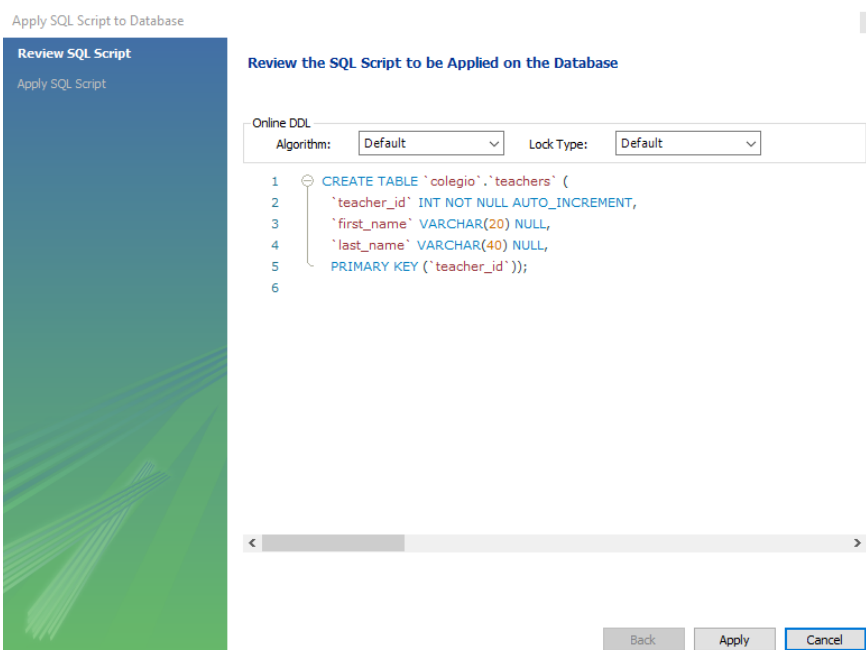 Apply SQL Script to Database
Review SQL Script
Apply SQL Script
Review the SQL Script to be Applied on the Database
Online DDL
Algorithm: Default Lock Type: Default
1 CREATE TABLE `colegio`.`teachers` (
2 `teacher_id` INT NOT NULL AUTO_INCREMENT,
3 `first_name` VARCHAR(20) NULL,
4 `last_name` VARCHAR(40) NULL,
5 PRIMARY KEY (`teacher_id`));
6
Back Apply Cancel